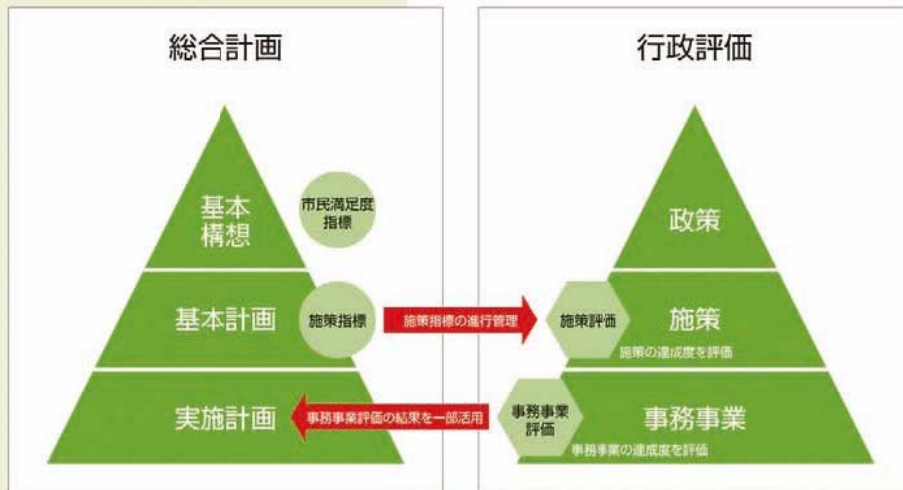 総合計画
基本
構想
市民満足度
指標
基本計画
施策指標
施策指標の進行管理
実施計画
事務事業評価の結果を一部活用
行政評価
政策
施策評価
施策
施策の達成度を評価
事務事業
評価
事務事業
事務事業の達成度を評価